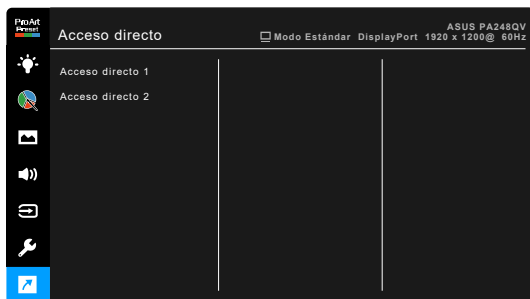 ProArt
Preset
Acceso directo
ASUS PA248QV
Modo Estándar DisplayPort 1920 x 1200@ 60Hz
Acceso directo 1
Acceso directo 2